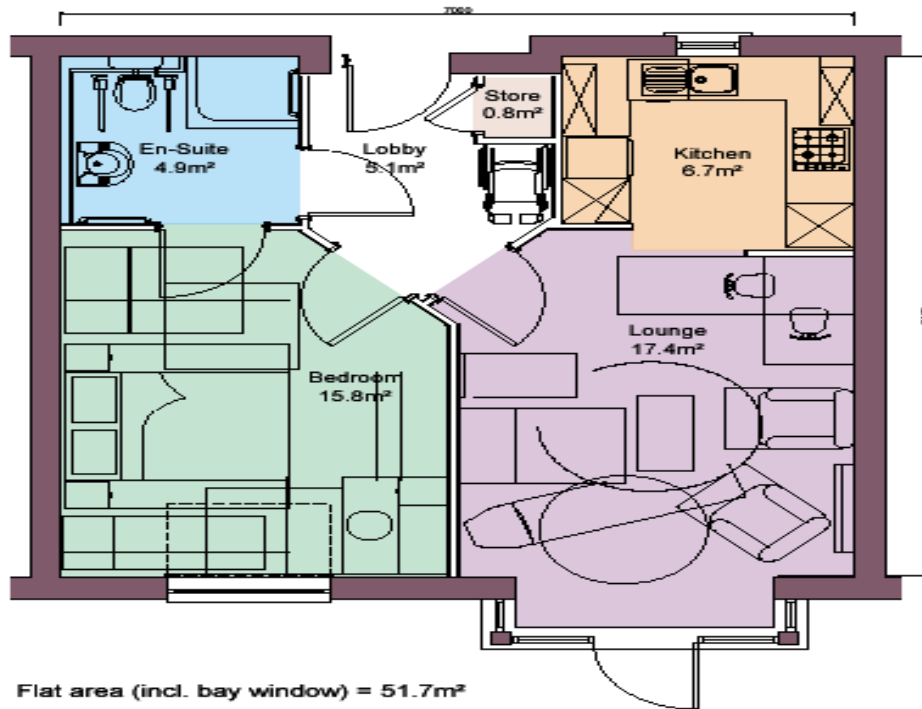 7000
Store
0.8m²
En-Suite
4.9m²
Lobby
5.1m²
Kitchen
6.7m²
Lounge
17.4m²
Bedroom
15.8m²
Flat area (incl. bay window) = 51.7m²